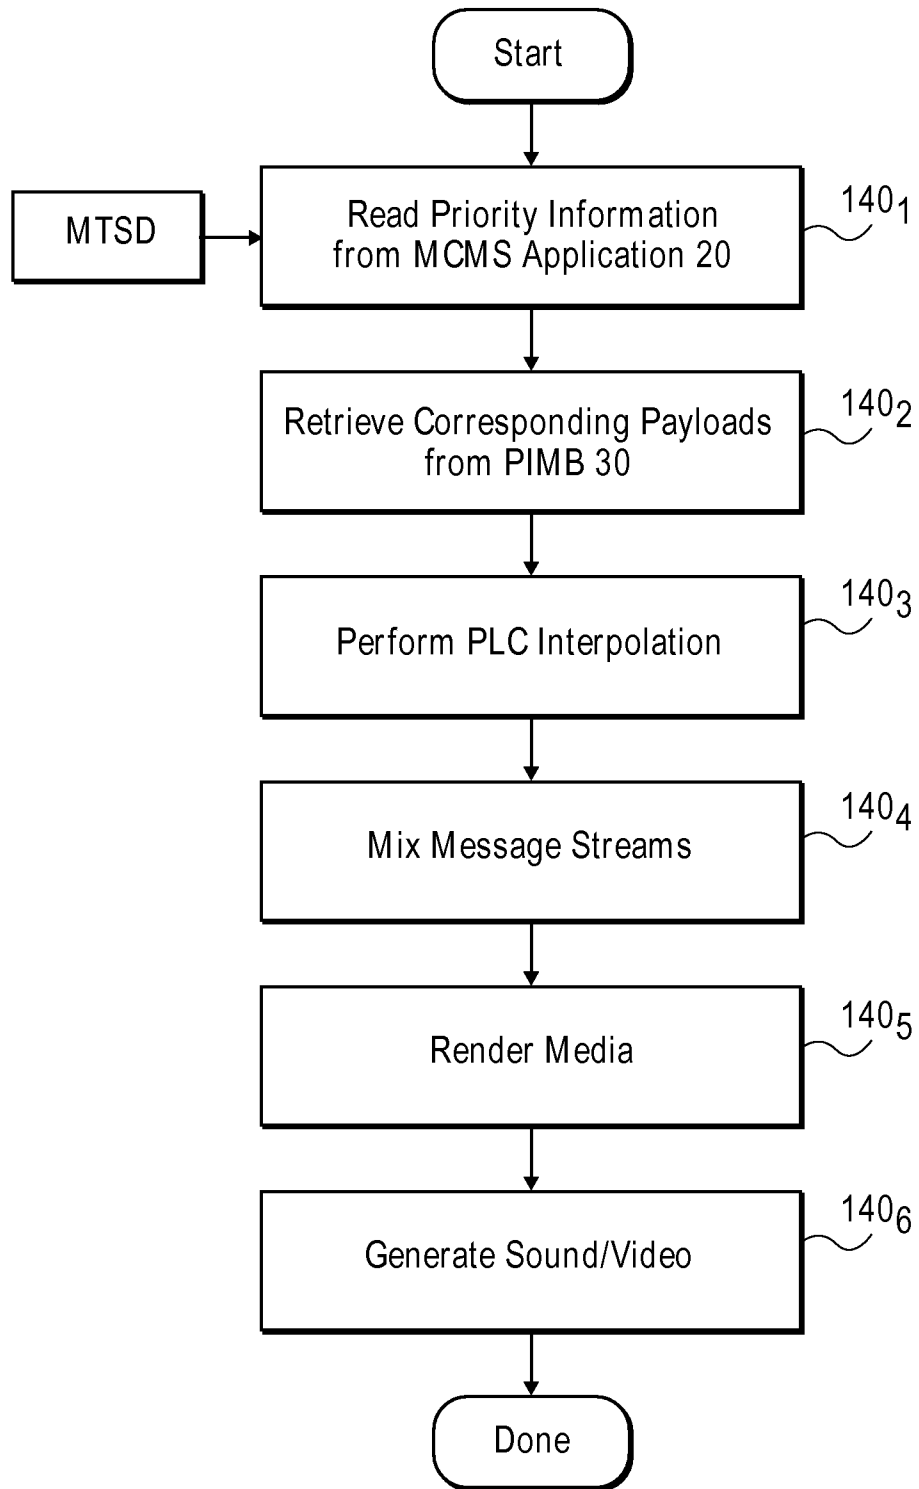 Start
MTSD
Read Priority Information
from MCMS Application 20
140₁
Retrieve Corresponding Payloads
from PIMB 30
140₂
Perform PLC Interpolation
140₃
Mix Message Streams
140₄
Render Media
140₅
Generate Sound/Video
140₆
Done